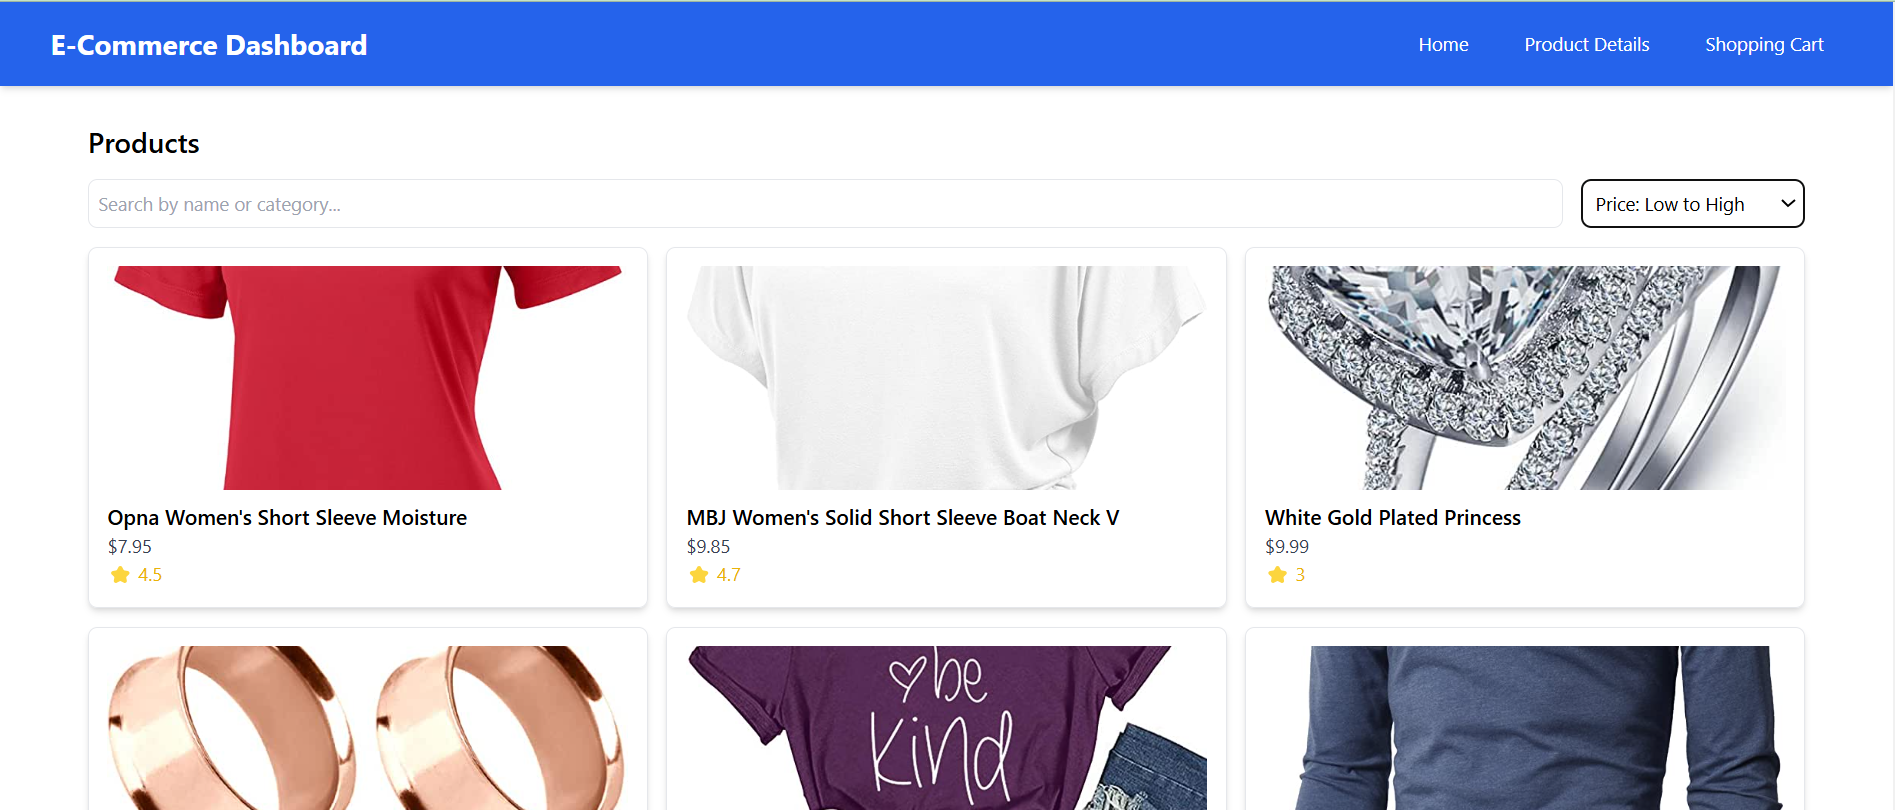 E-Commerce Dashboard
Home
Product Details
Shopping Cart
Products
Search by name or category...
Price: Low to High
Opna Women's Short Sleeve Moisture
$7.95
4.5
MBJ Women's Solid Short Sleeve Boat Neck V
$9.85
4.7
White Gold Plated Princess
$9.99
3
be
kind